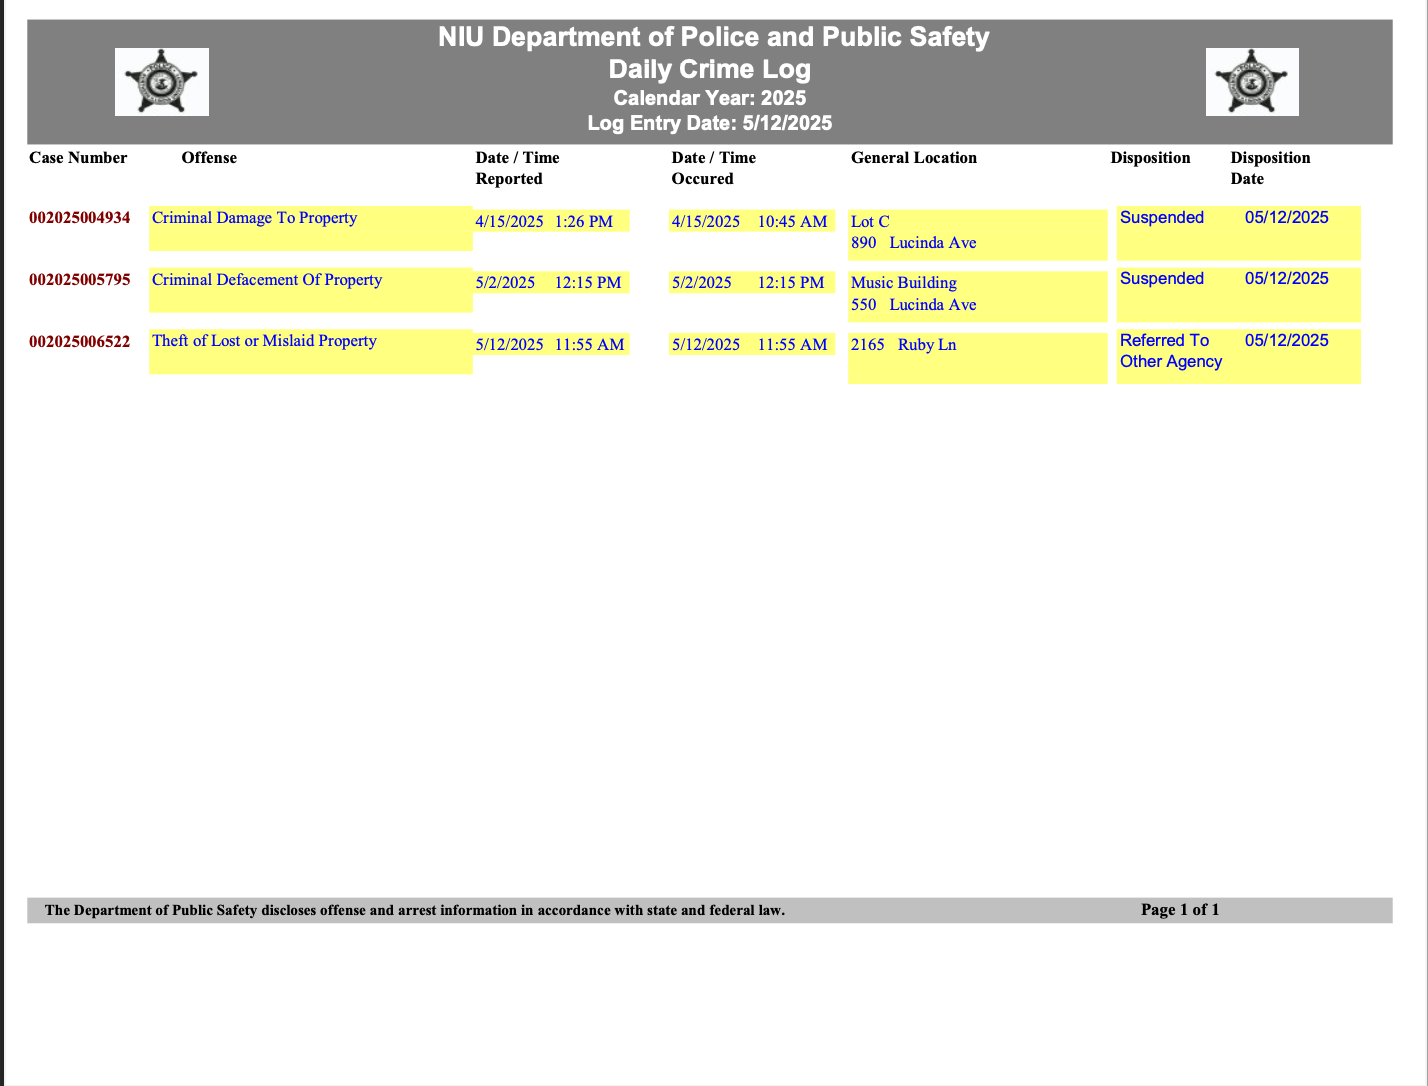 NIU Department of Police and Public Safety
Daily Crime Log
Calendar Year: 2025
Log Entry Date: 5/12/2025
Case Number Offense Date / Time Reported Date / Time Occured General Location Disposition Disposition Date
002025004934 Criminal Damage To Property 4/15/2025 1:26 PM 4/15/2025 10:45 AM Lot C Suspended 05/12/2025
890 Lucinda Ave
002025005795 Criminal Defacement Of Property 5/2/2025 12:15 PM 5/2/2025 12:15 PM Music Building Suspended 05/12/2025
550 Lucinda Ave
002025006522 Theft of Lost or Mislaid Property 5/12/2025 11:55 AM 5/12/2025 11:55 AM 2165 Ruby Ln Referred To 05/12/2025
Other Agency
The Department of Public Safety discloses offense and arrest information in accordance with state and federal law. Page 1 of 1